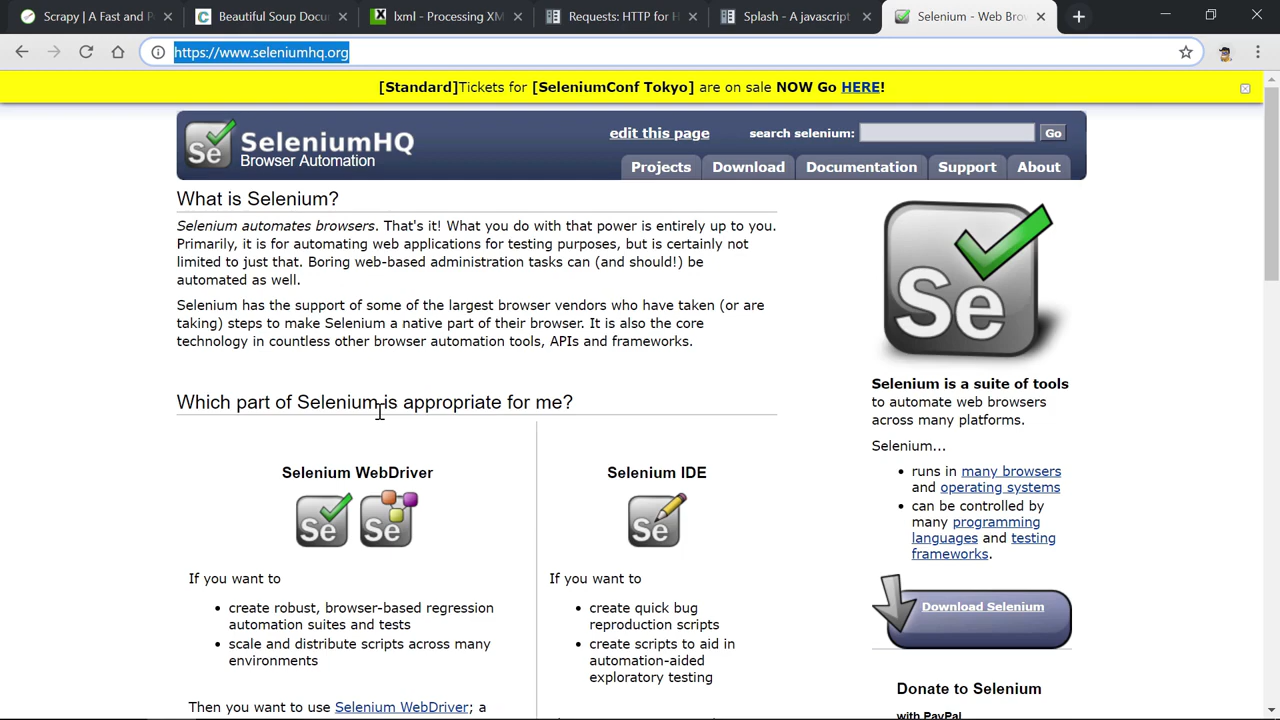 Scrapy | A Fast and P
Beautiful Soup Docu
lxml - Processing XM
Requests: HTTP for H
Splash - A javascript
Selenium - Web Brow
https://www.seleniumhq.org
[Standard]Tickets for [SeleniumConf Tokyo] are on sale NOW Go HERE!
Se
SeleniumHQ
Browser Automation
edit this page
search selenium:
Go
Projects
Download
Documentation
Support
About
What is Selenium?
Selenium automates browsers. That's it! What you do with that power is entirely up to you.
Primarily, it is for automating web applications for testing purposes, but is certainly not
limited to just that. Boring web-based administration tasks can (and should!) be
automated as well.
Selenium has the support of some of the largest browser vendors who have taken (or are
taking) steps to make Selenium a native part of their browser. It is also the core
technology in countless other browser automation tools, APIs and frameworks.
Which part of Selenium is appropriate for me?
Selenium WebDriver
Se
Se
If you want to
create robust, browser-based regression
automation suites and tests
scale and distribute scripts across many
environments
Then you want to use Selenium WebDriver; a
Selenium IDE
Se
If you want to
create quick bug
reproduction scripts
create scripts to aid in
automation-aided
exploratory testing
Se
Selenium is a suite of tools
to automate web browsers
across many platforms.
Selenium...
runs in many browsers
and operating systems
can be controlled by
many programming
languages and testing
frameworks.
Download Selenium
Donate to Selenium
with PayPal